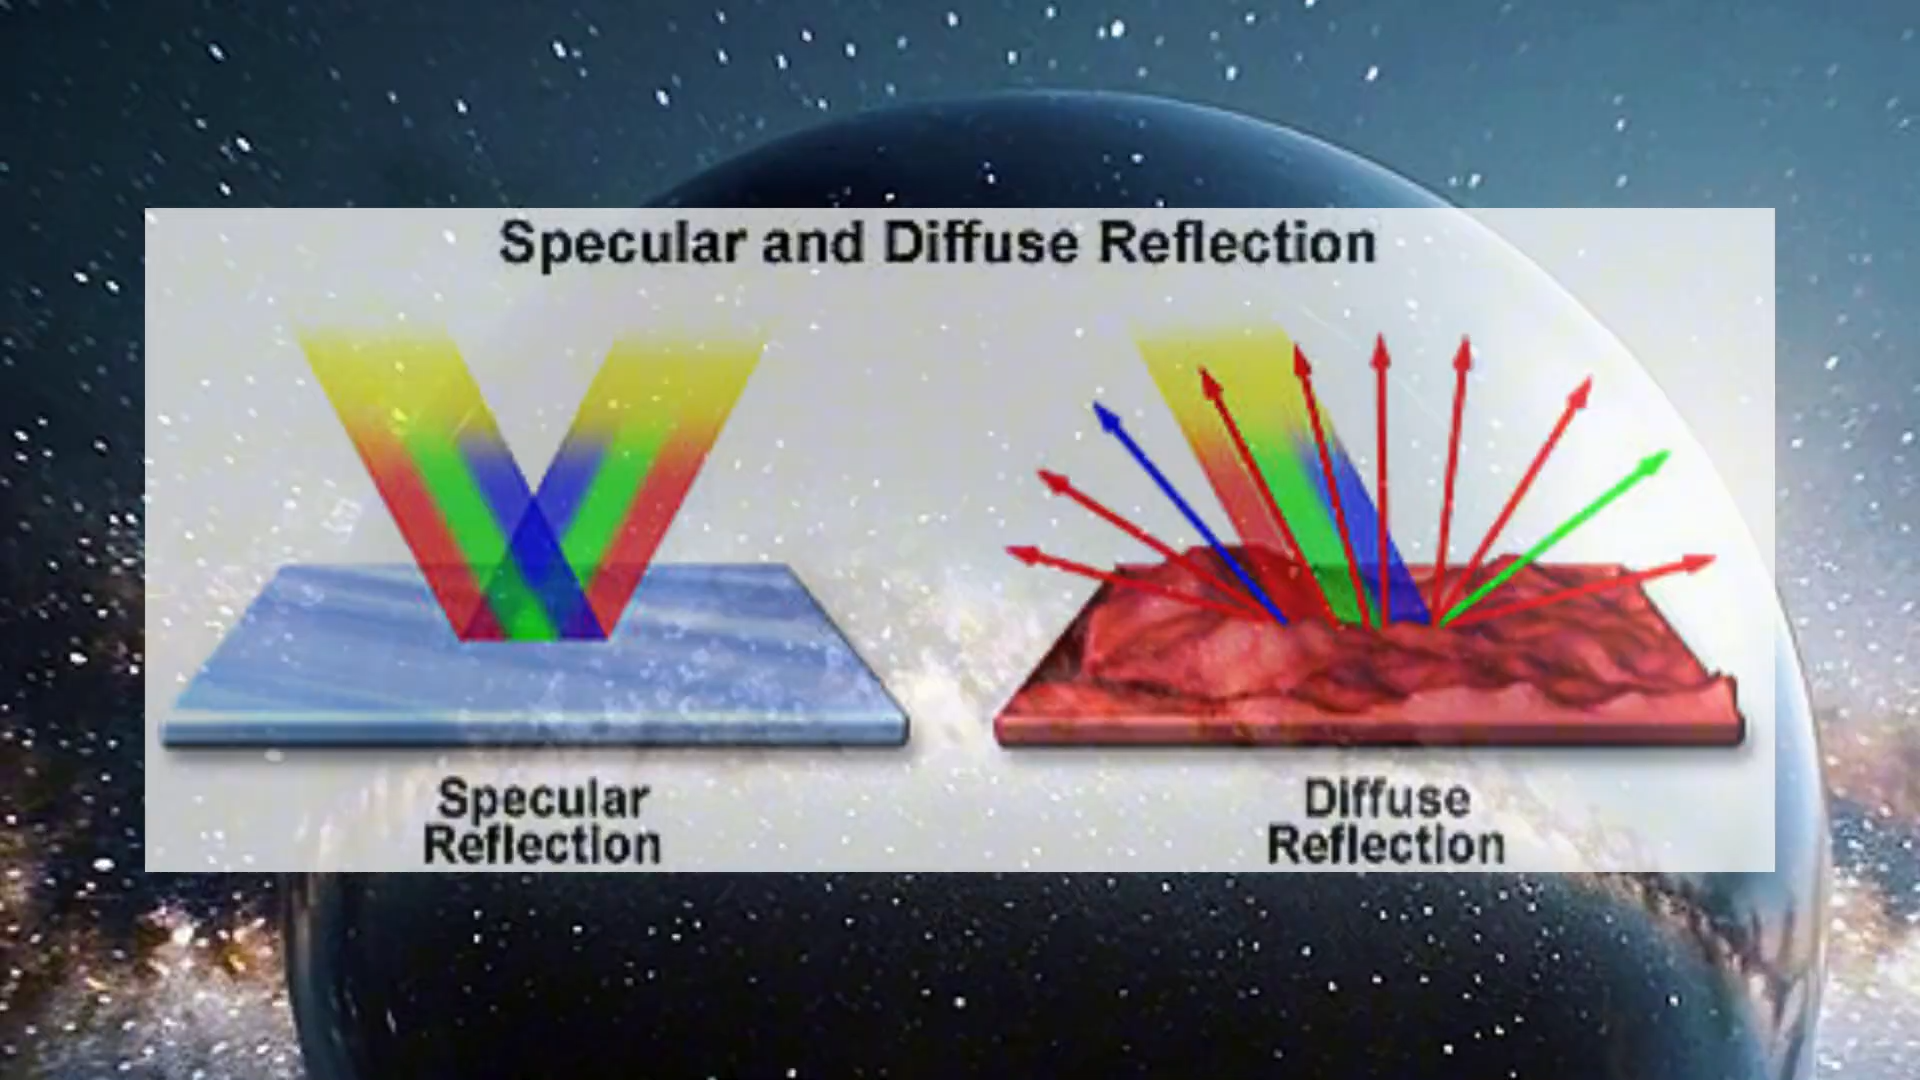 Specular and Diffuse Reflection
Specular
Reflection
Diffuse
Reflection